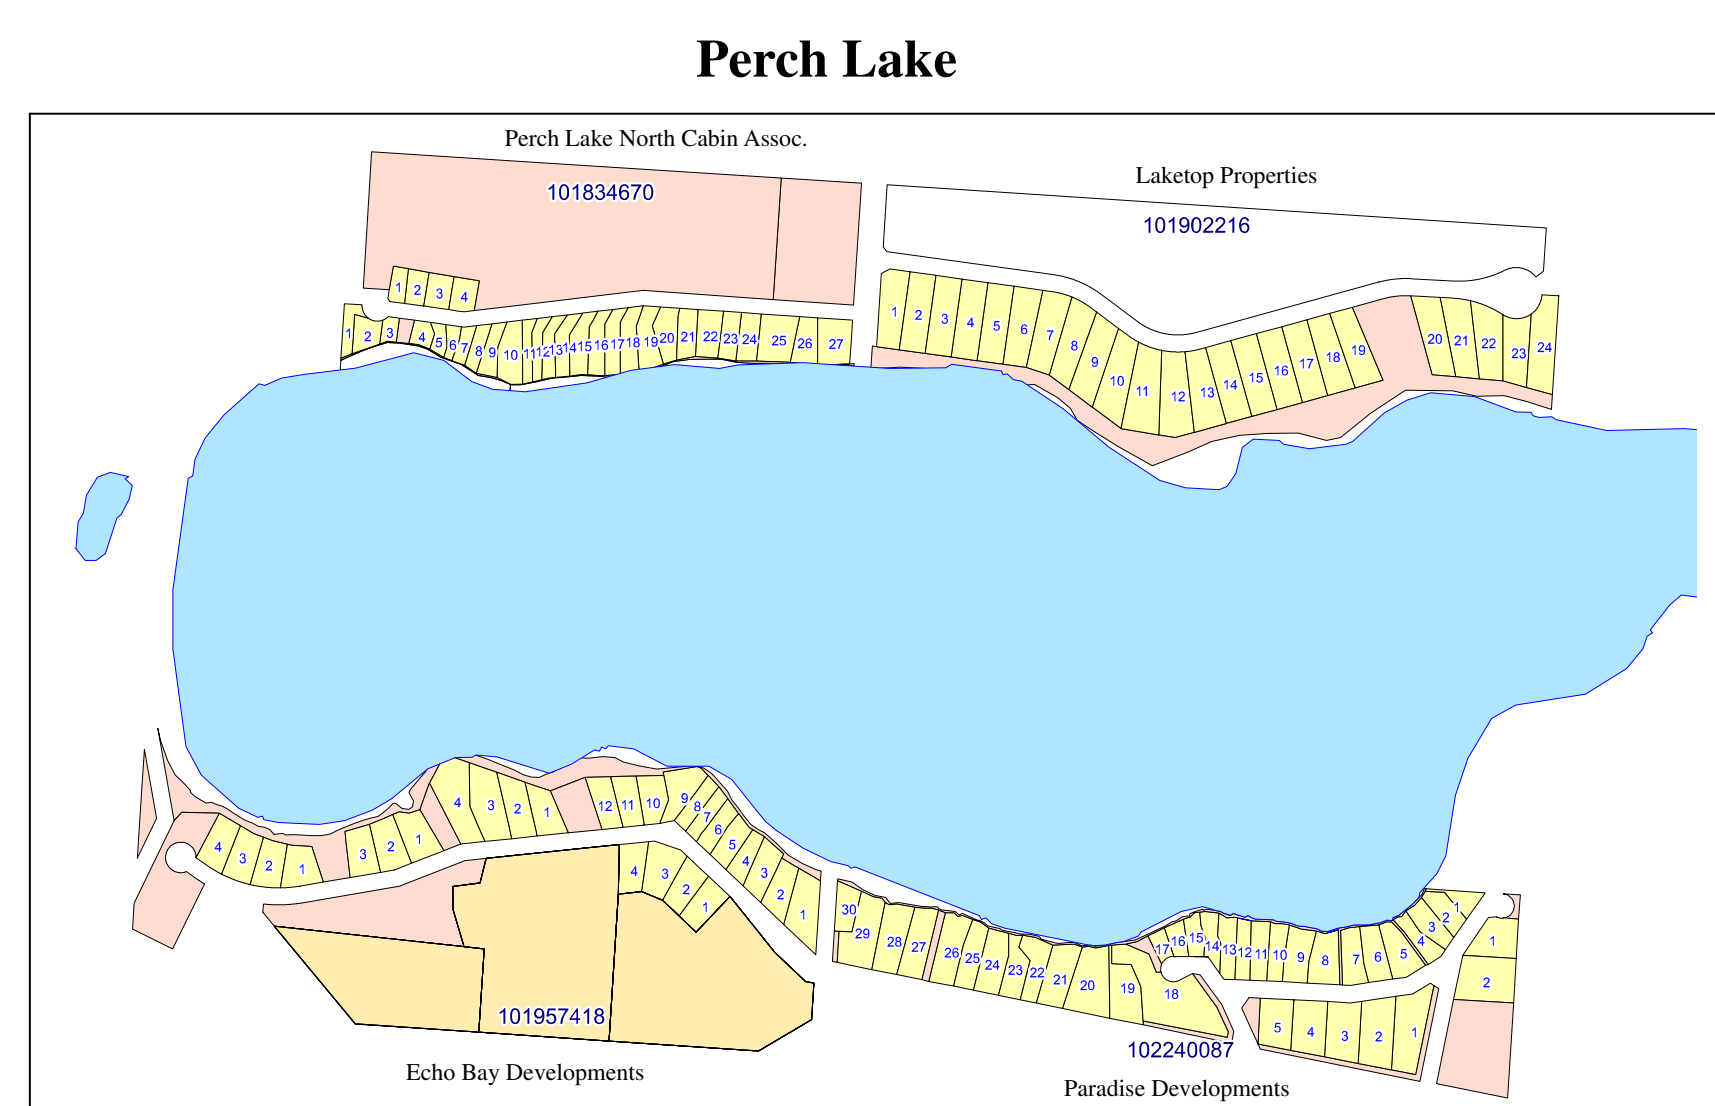 Perch Lake
Perch Lake North Cabin Assoc.
Laketop Properties
101834670
101902216
1 2 3 4
1 2 3 4 5 6 7 8 9 10 11 12 13 14 15 16 17 18 19 20 21 22 23 24 25 26 27
1 2 3 4 5 6 7 8 9 10 11 12 13 14 15 16 17 18 19 20 21 22 23 24
4 3 2 1
3 2 1
4 3 2 1
12 11 10 9 8 7 6 5 4 3 2 1
4 3 2 1
30 29 28 27 26 25 24 23 22 21 20 19 18 17 16 15 14 13 12 11 10 9 8 7 6 5 4 3 2 1
1
2
5 4 3 2 1
101957418
102240087
Echo Bay Developments
Paradise Developments